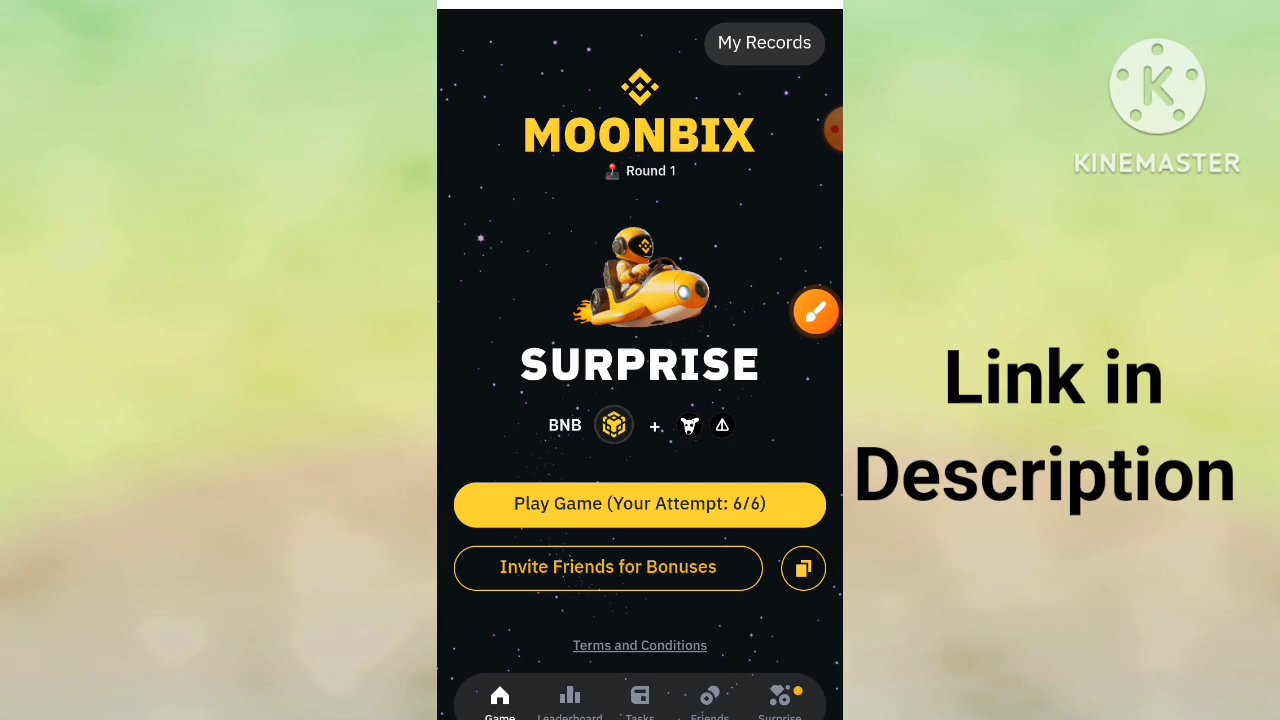 My Records
MOONBIX
Round 1
SURPRISE
BNB
+
Play Game (Your Attempt: 6/6)
Invite Friends for Bonuses
Terms and Conditions
Game
Leaderboard
Tasks
Friends
Surprise
K
KINEMASTER
Link in
Description